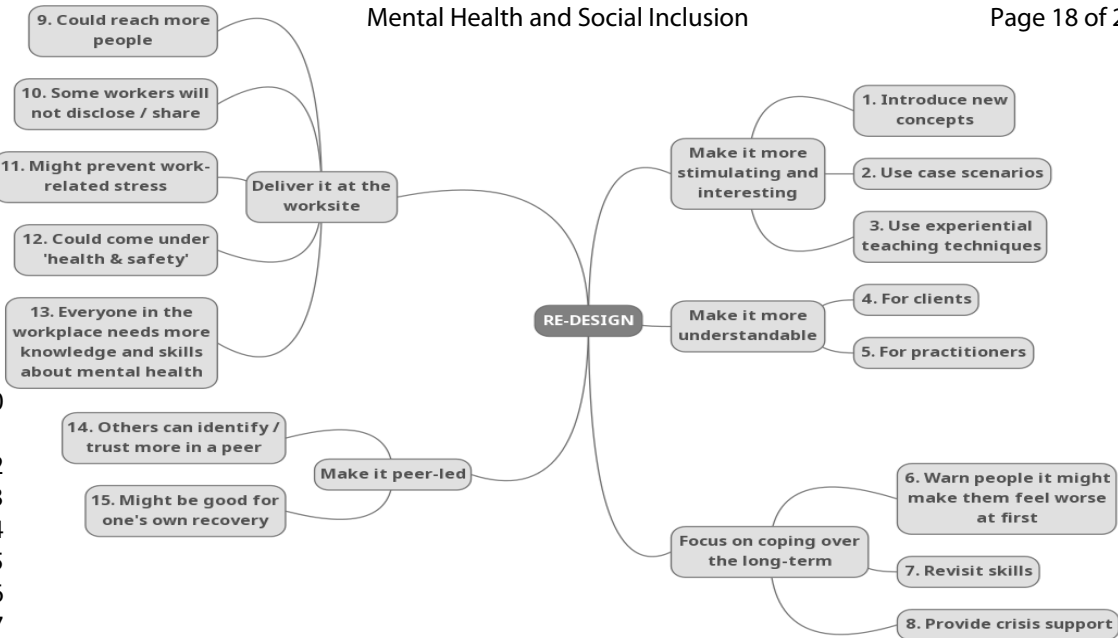 Mental Health and Social Inclusion
Page 18 of 2
9. Could reach more
people
10. Some workers will
not disclose / share
11. Might prevent work-
related stress
12. Could come under
'health & safety'
13. Everyone in the
workplace needs more
knowledge and skills
about mental health
Deliver it at the
worksite
14. Others can identify /
trust more in a peer
15. Might be good for
one's own recovery
Make it peer-led
RE-DESIGN
Make it more
stimulating and
interesting
1. Introduce new
concepts
2. Use case scenarios
3. Use experiential
teaching techniques
Make it more
understandable
4. For clients
5. For practitioners
Focus on coping over
the long-term
6. Warn people it might
make them feel worse
at first
7. Revisit skills
8. Provide crisis support